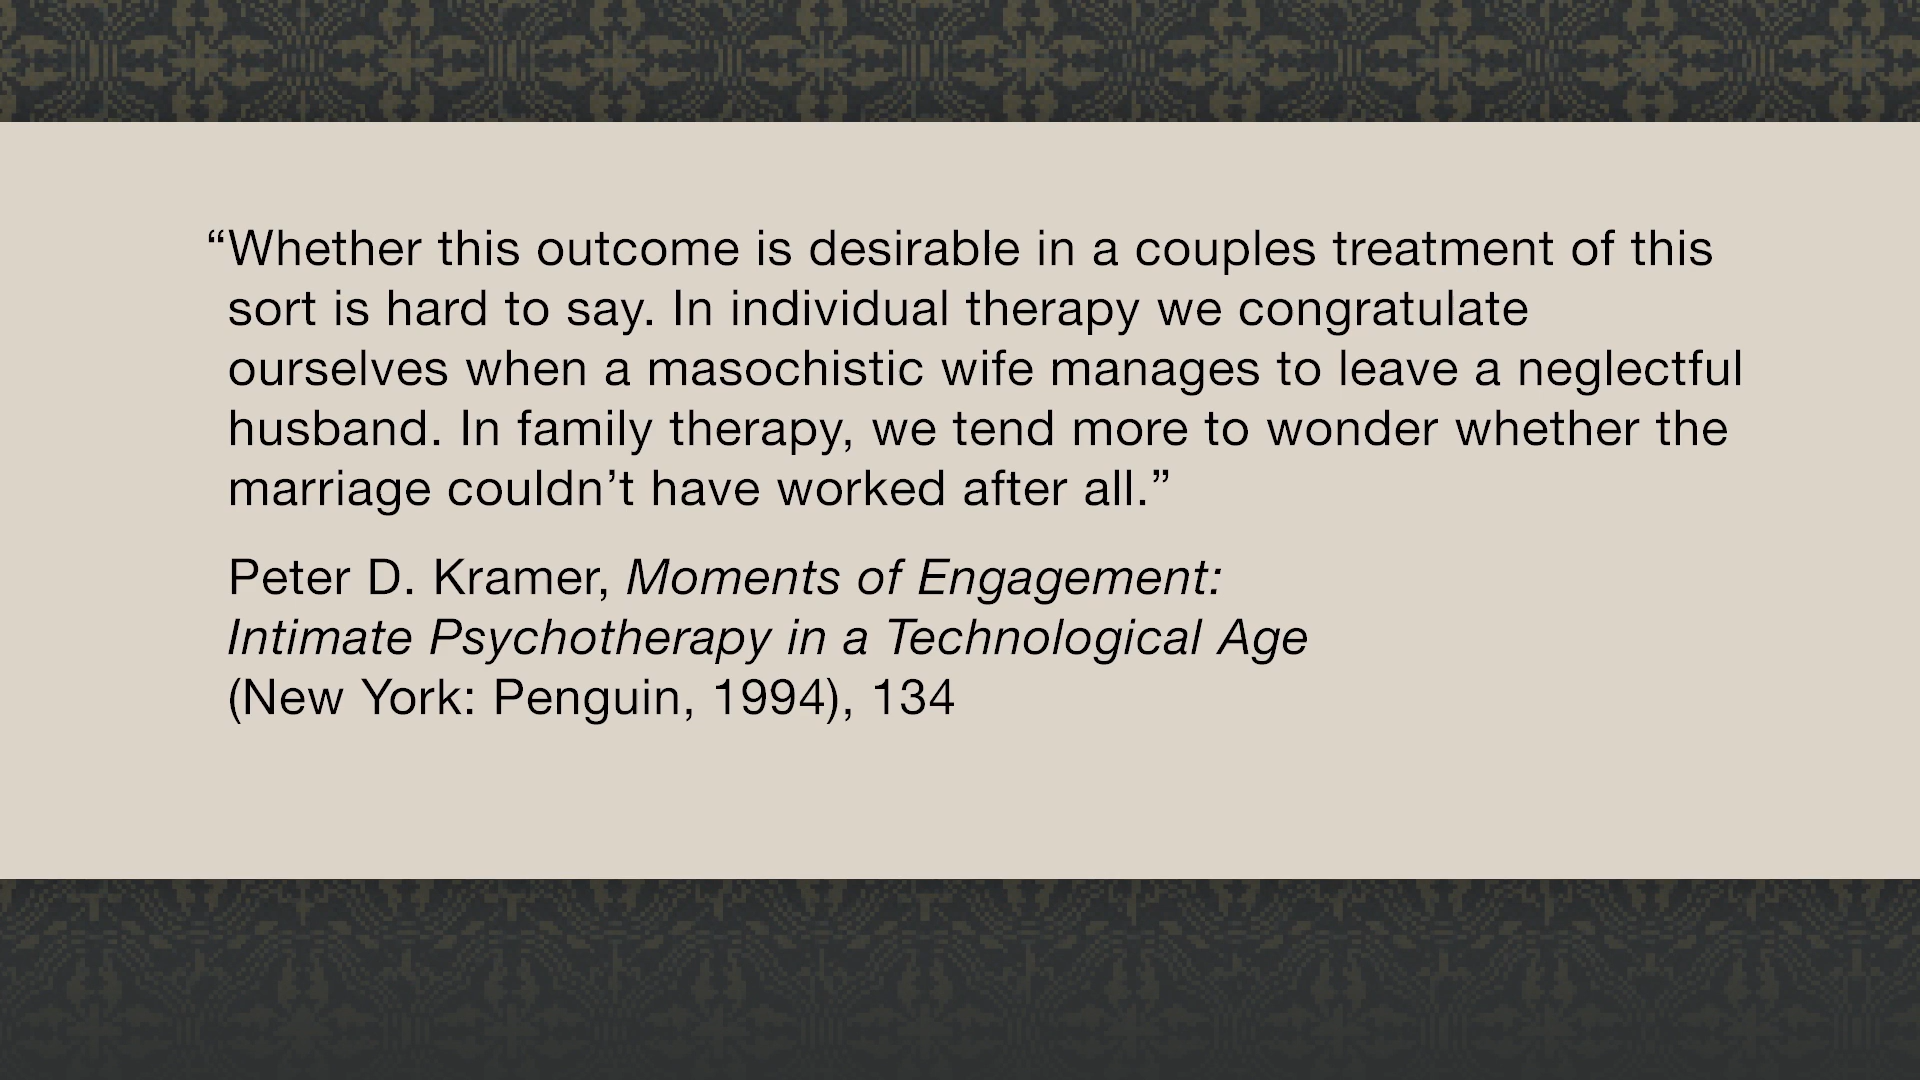 “Whether this outcome is desirable in a couples treatment of this
sort is hard to say. In individual therapy we congratulate
ourselves when a masochistic wife manages to leave a neglectful
husband. In family therapy, we tend more to wonder whether the
marriage couldn’t have worked after all.”
Peter D. Kramer, Moments of Engagement:
Intimate Psychotherapy in a Technological Age
(New York: Penguin, 1994), 134